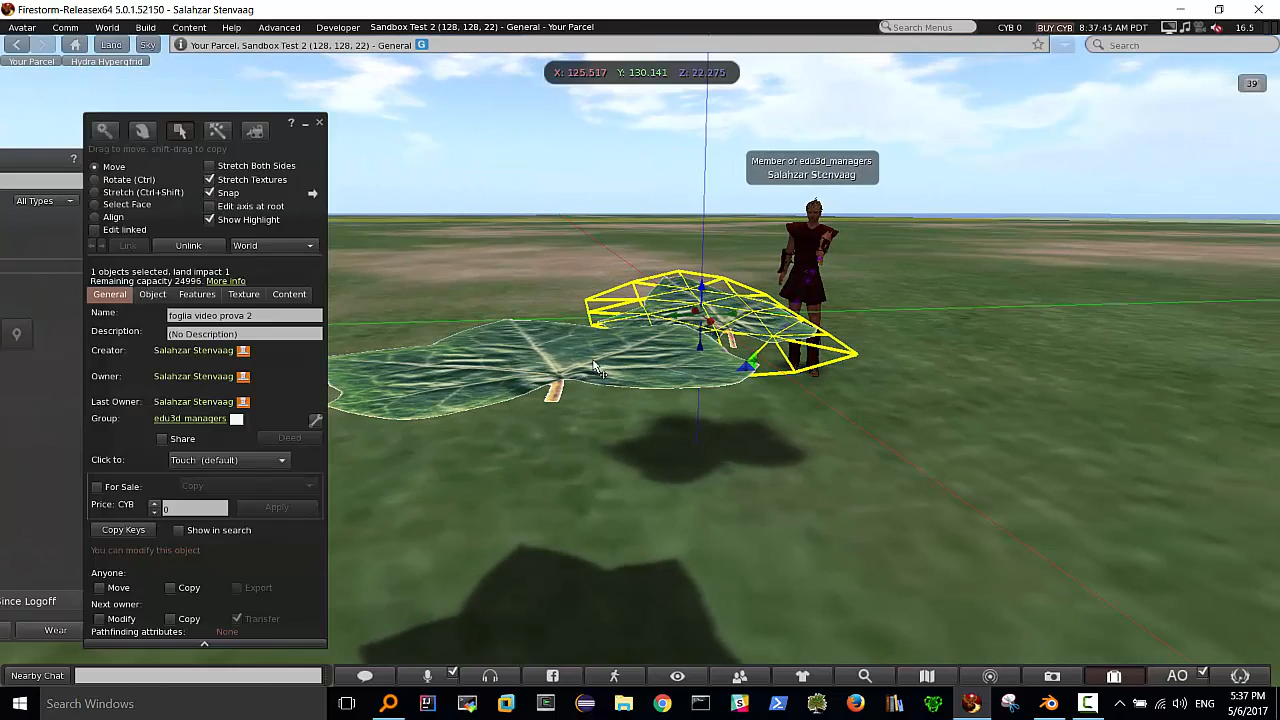 Firestorm-Releasex64 5.0.1.52150 - Salahzar Stenvaag
Avatar Comm World Build Content Help Advanced Developer Sandbox Test 2 (128, 128, 22) - General - Your Parcel
Search Menus CYB 0 BUY CYB 8:37:45 AM PDT 16.5
Land Sky Your Parcel, Sandbox Test 2 (128, 128, 22) - General G Search
Your Parcel Hydra Hypergrid
X: 125.517 Y: 130.141 Z: 22.275
39
Member of edu3d_managers
Salahzar Stenvaag
? All Types
Since Logoff
Wear
?
Drag to move, shift-drag to copy
Move Stretch Both Sides
Rotate (Ctrl) Stretch Textures
Stretch (Ctrl+Shift) Snap
Select Face Edit axis at root
Align Show Highlight
Edit linked
Link Unlink World
1 objects selected, land impact 1
Remaining capacity 24996. More info
General Object Features Texture Content
Name: foglia video prova 2
Description: (No Description)
Creator: Salahzar Stenvaag
Owner: Salahzar Stenvaag
Last Owner: Salahzar Stenvaag
Group: edu3d_managers
Share Deed
Click to: Touch (default)
For Sale: Copy
Price: CYB 0 Apply
Copy Keys Show in search
You can modify this object
Anyone:
Move Copy Export
Next owner:
Modify Copy Transfer
Pathfinding attributes: None
Nearby Chat AO
Search Windows
5:37 PM
5/6/2017